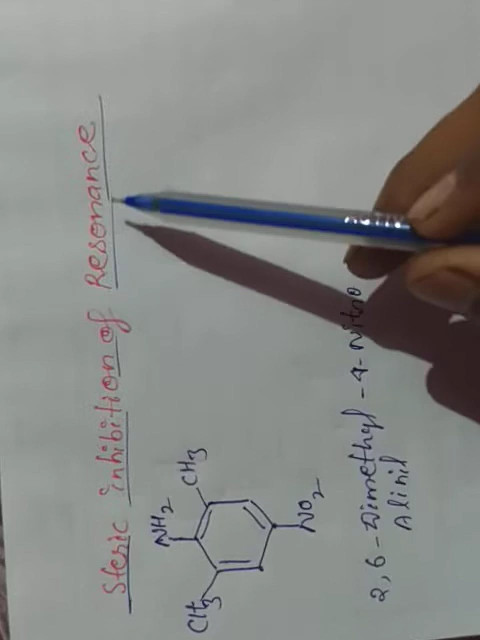 Steric inhibition of Resonance
NH2
CH3
CH3
NO2
2,6-Dimethyl-4-nitro
Alinil